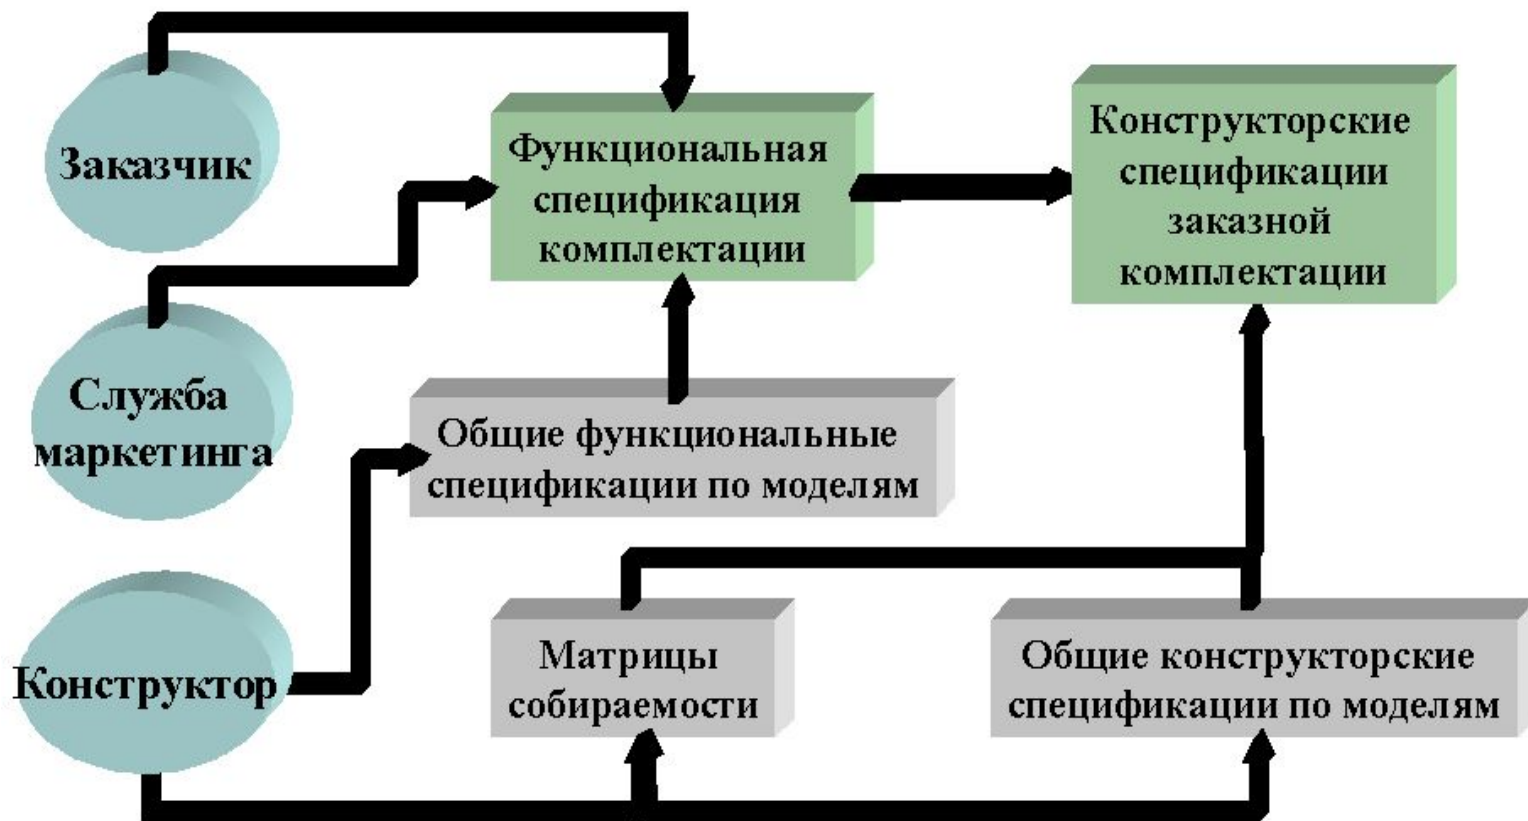 Заказчик
Функциональная
спецификация
комплектации
Конструкторские
спецификации
заказной
комплектации
Служба
маркетинга
Общие функциональные
спецификации по моделям
Конструктор
Матрицы
собираемости
Общие конструкторские
спецификации по моделям